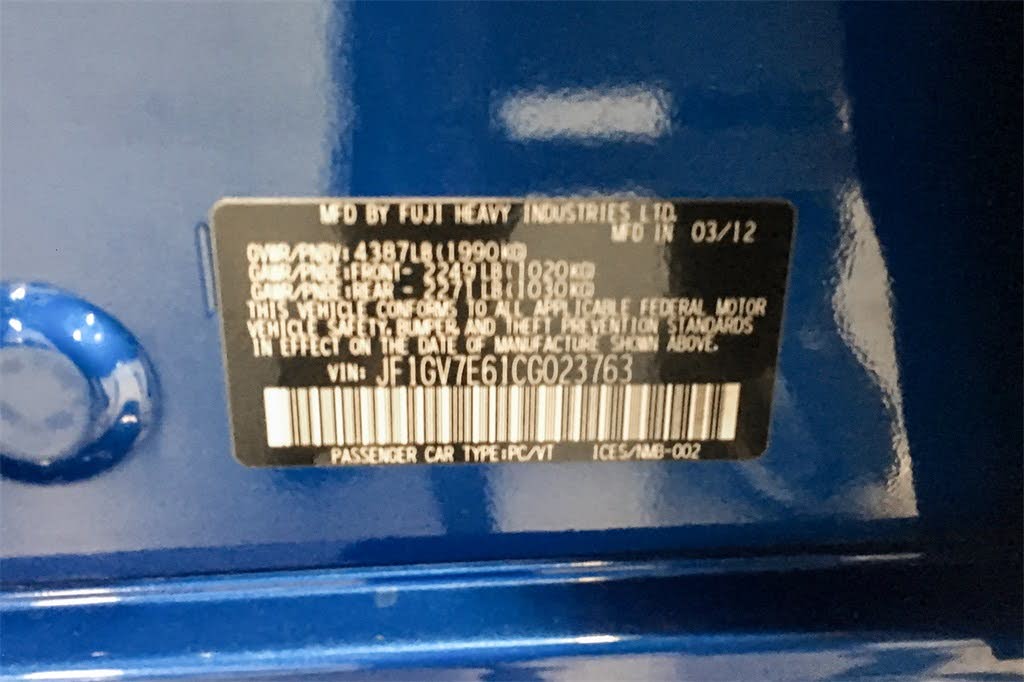 MFD BY FUJI HEAVY INDUSTRIES LTD.
MFD IN 03/12
GVWR/PNBV: 4387LB(1990KG)
GAWR/PNBE:FRONT- 2249LB(1020KG)
GAWR/PNBE:REAR - 2271LB(1030KG)
THIS VEHICLE CONFORMS TO ALL APPLICABLE FEDERAL MOTOR
VEHICLE SAFETY, BUMPER, AND THEFT PREVENTION STANDARDS
IN EFFECT ON THE DATE OF MANUFACTURE SHOWN ABOVE.
VIN: JF1GV7E61CG023763
PASSENGER CAR TYPE:PC/VT ICES/NMB-002